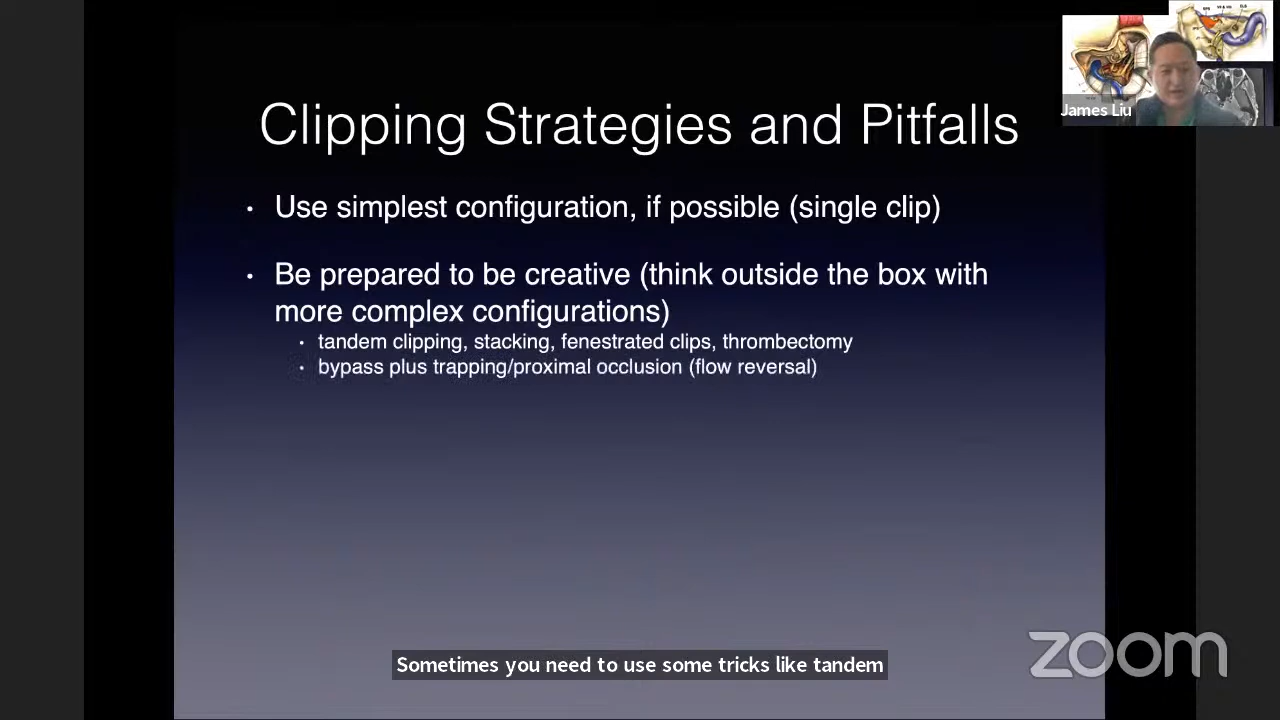 James Liu
Clipping Strategies and Pitfalls
• Use simplest configuration, if possible (single clip)
• Be prepared to be creative (think outside the box with
more complex configurations)
• tandem clipping, stacking, fenestrated clips, thrombectomy
• bypass plus trapping/proximal occlusion (flow reversal)
Sometimes you need to use some tricks like tandem
zoom